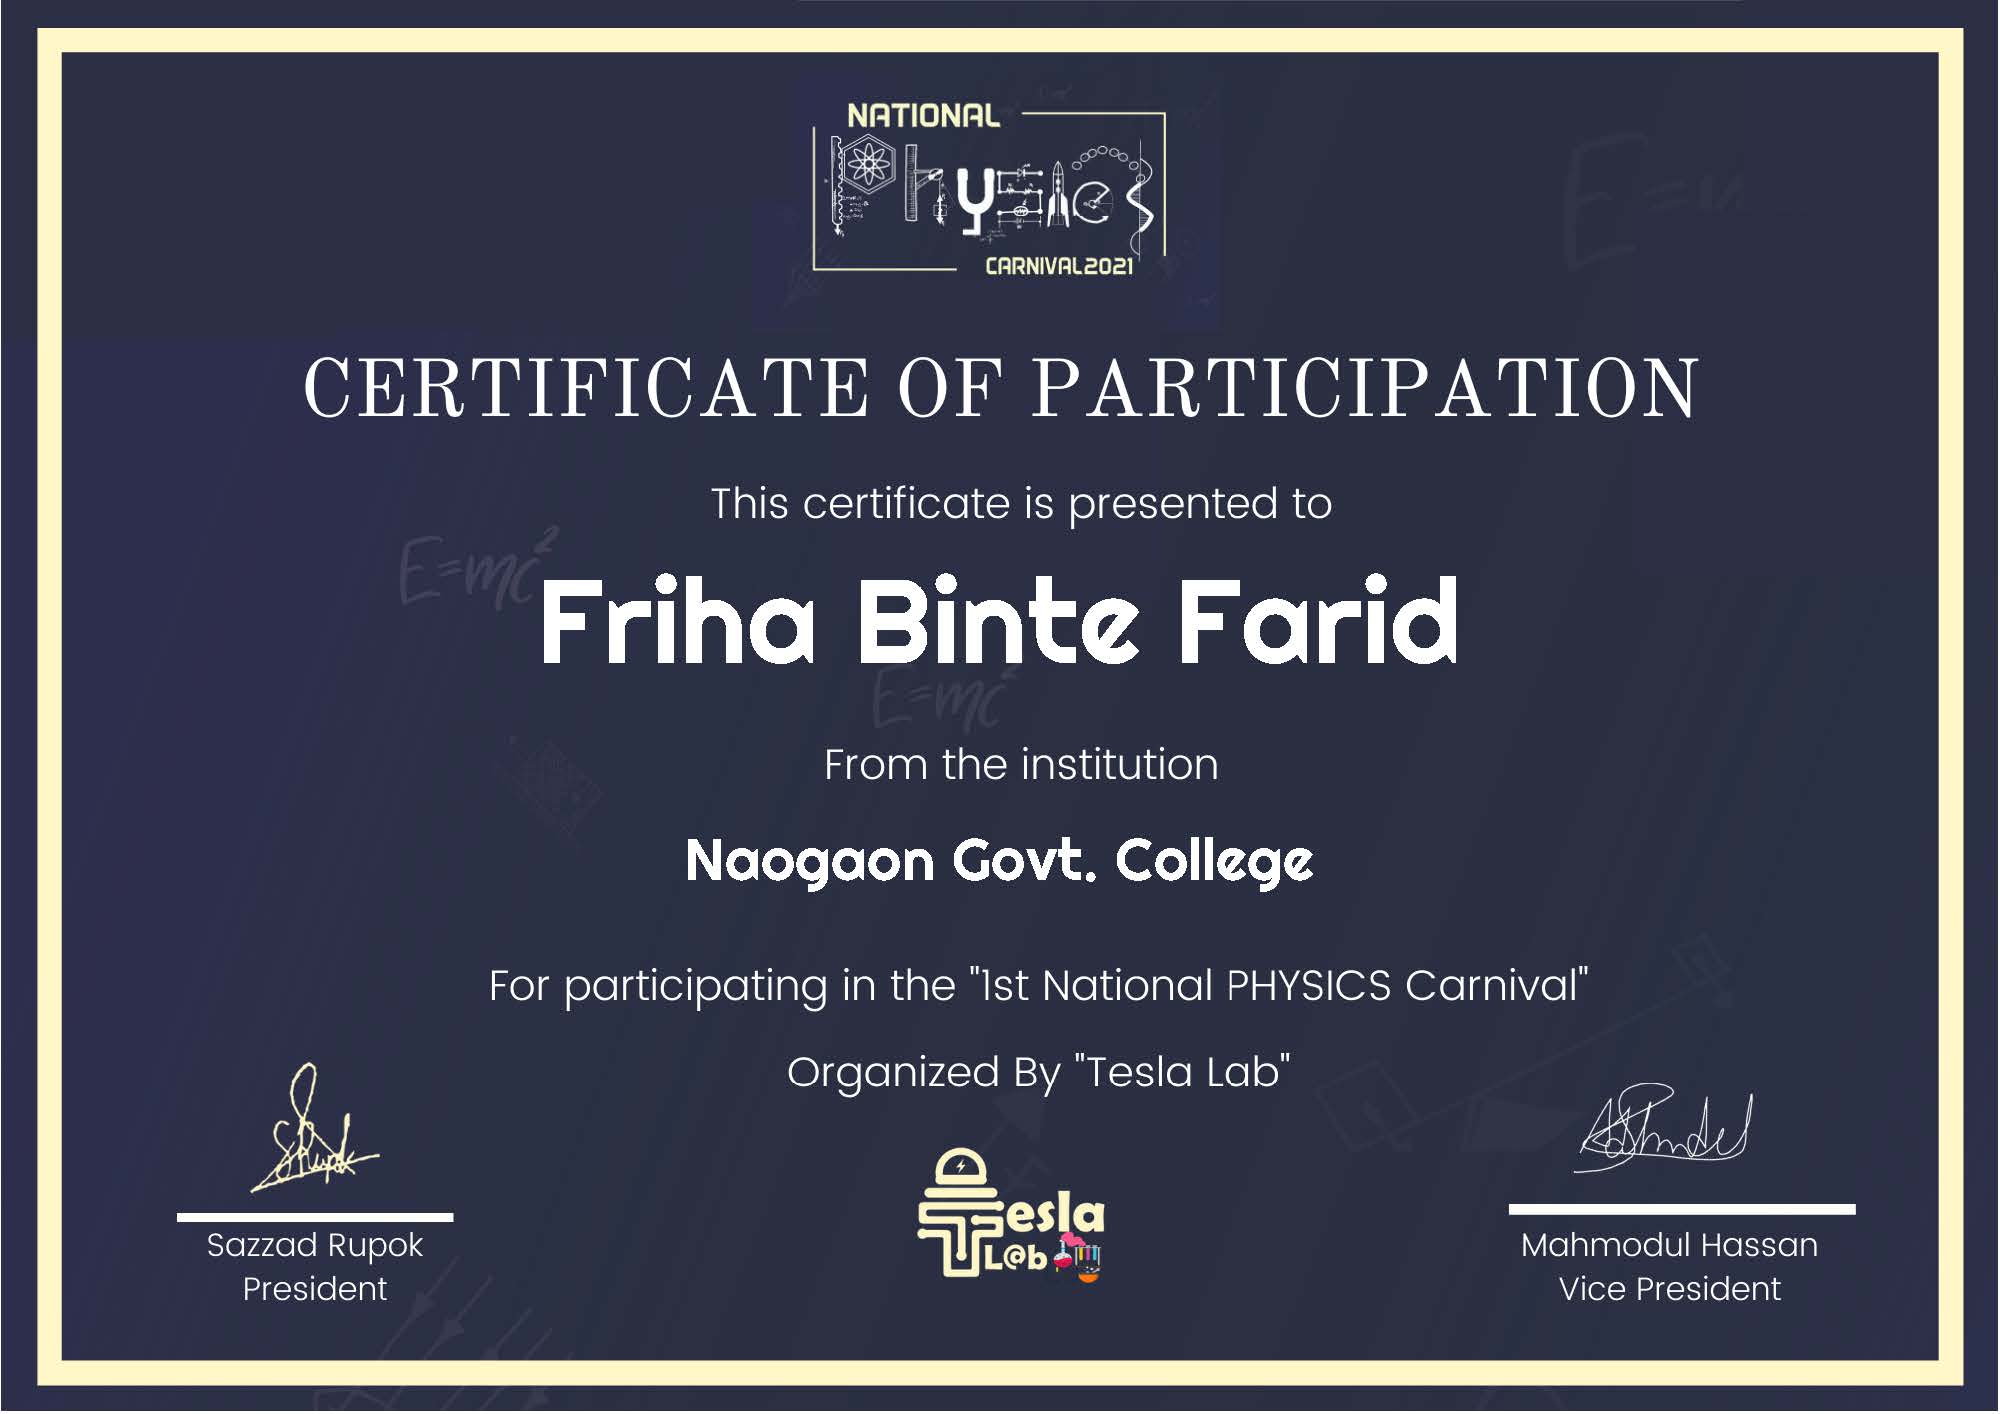 NATIONAL
Physics
CARNIVAL2021
CERTIFICATE OF PARTICIPATION
This certificate is presented to
E=mc²
Friha Binte Farid
E=mc²
From the institution
Naogaon Govt. College
For participating in the "1st National PHYSICS Carnival"
Organized By "Tesla Lab"
Tesla
L@b
Sazzad Rupok
President
Mahmodul Hassan
Vice President